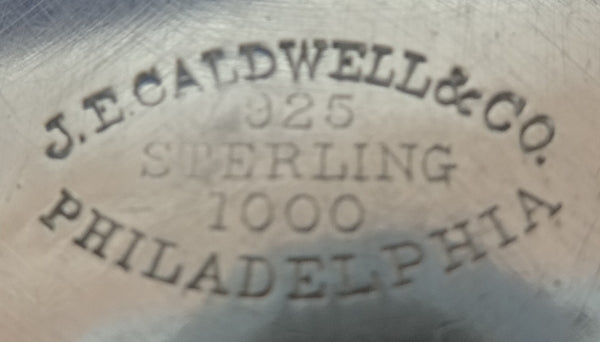 J.E. CALDWELL & CO.
925
STERLING
1000
PHILADELPHIA